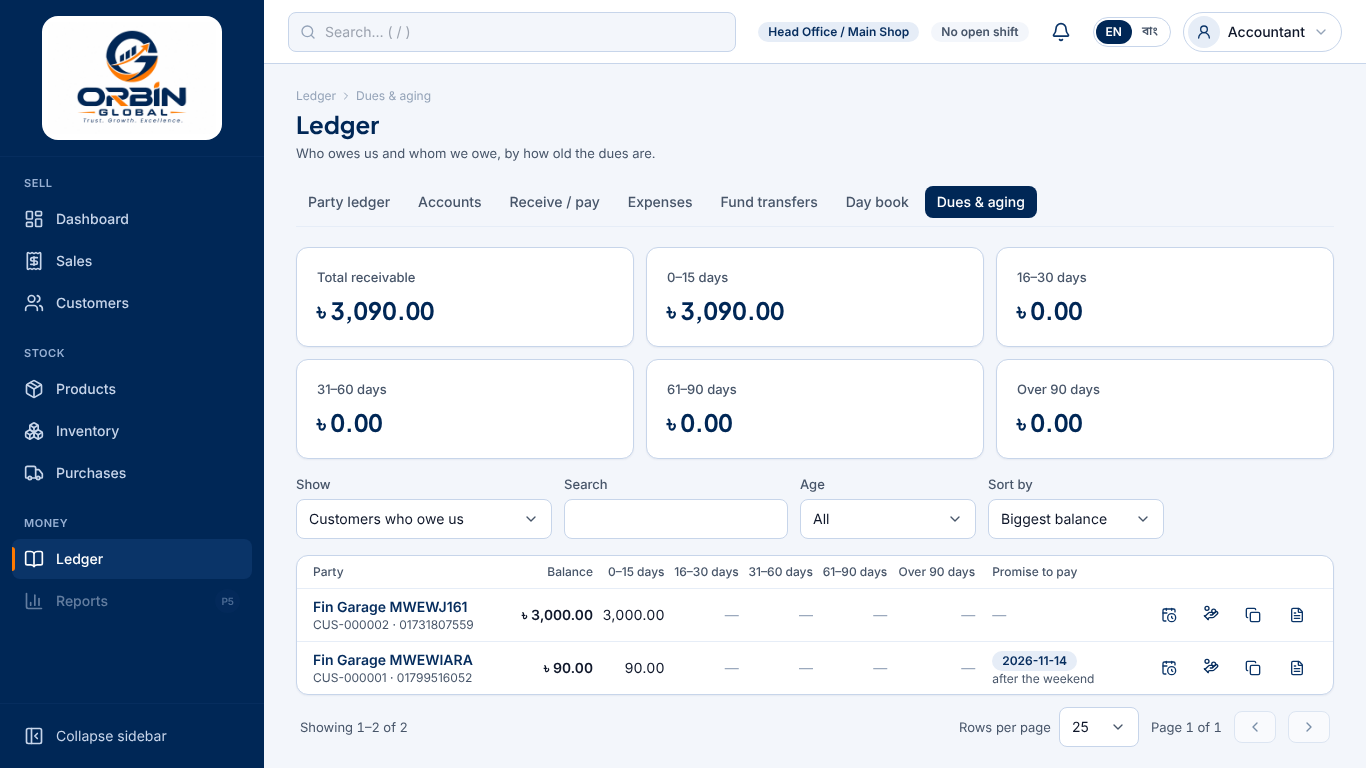 ORBIN
GLOBAL
Trust. Growth. Excellence.
SELL
Dashboard
Sales
Customers
STOCK
Products
Inventory
Purchases
MONEY
Ledger
Reports P5
Collapse sidebar
Search... ( / )
Head Office / Main Shop No open shift EN বাং Accountant
Ledger Dues & aging
Ledger
Who owes us and whom we owe, by how old the dues are.
Party ledger Accounts Receive / pay Expenses Fund transfers Day book Dues & aging
Total receivable 0–15 days 16–30 days
৳ 3,090.00 ৳ 3,090.00 ৳ 0.00
31–60 days 61–90 days Over 90 days
৳ 0.00 ৳ 0.00 ৳ 0.00
Show Search Age Sort by
Customers who owe us All Biggest balance
Party Balance 0–15 days 16–30 days 31–60 days 61–90 days Over 90 days Promise to pay
Fin Garage MWEWJ161 ৳ 3,000.00 3,000.00 — — — — —
CUS-000002 · 01731807559
Fin Garage MWEWIARA ৳ 90.00 90.00 — — — — 2026-11-14
CUS-000001 · 01799516052 after the weekend
Showing 1–2 of 2 Rows per page 25 Page 1 of 1